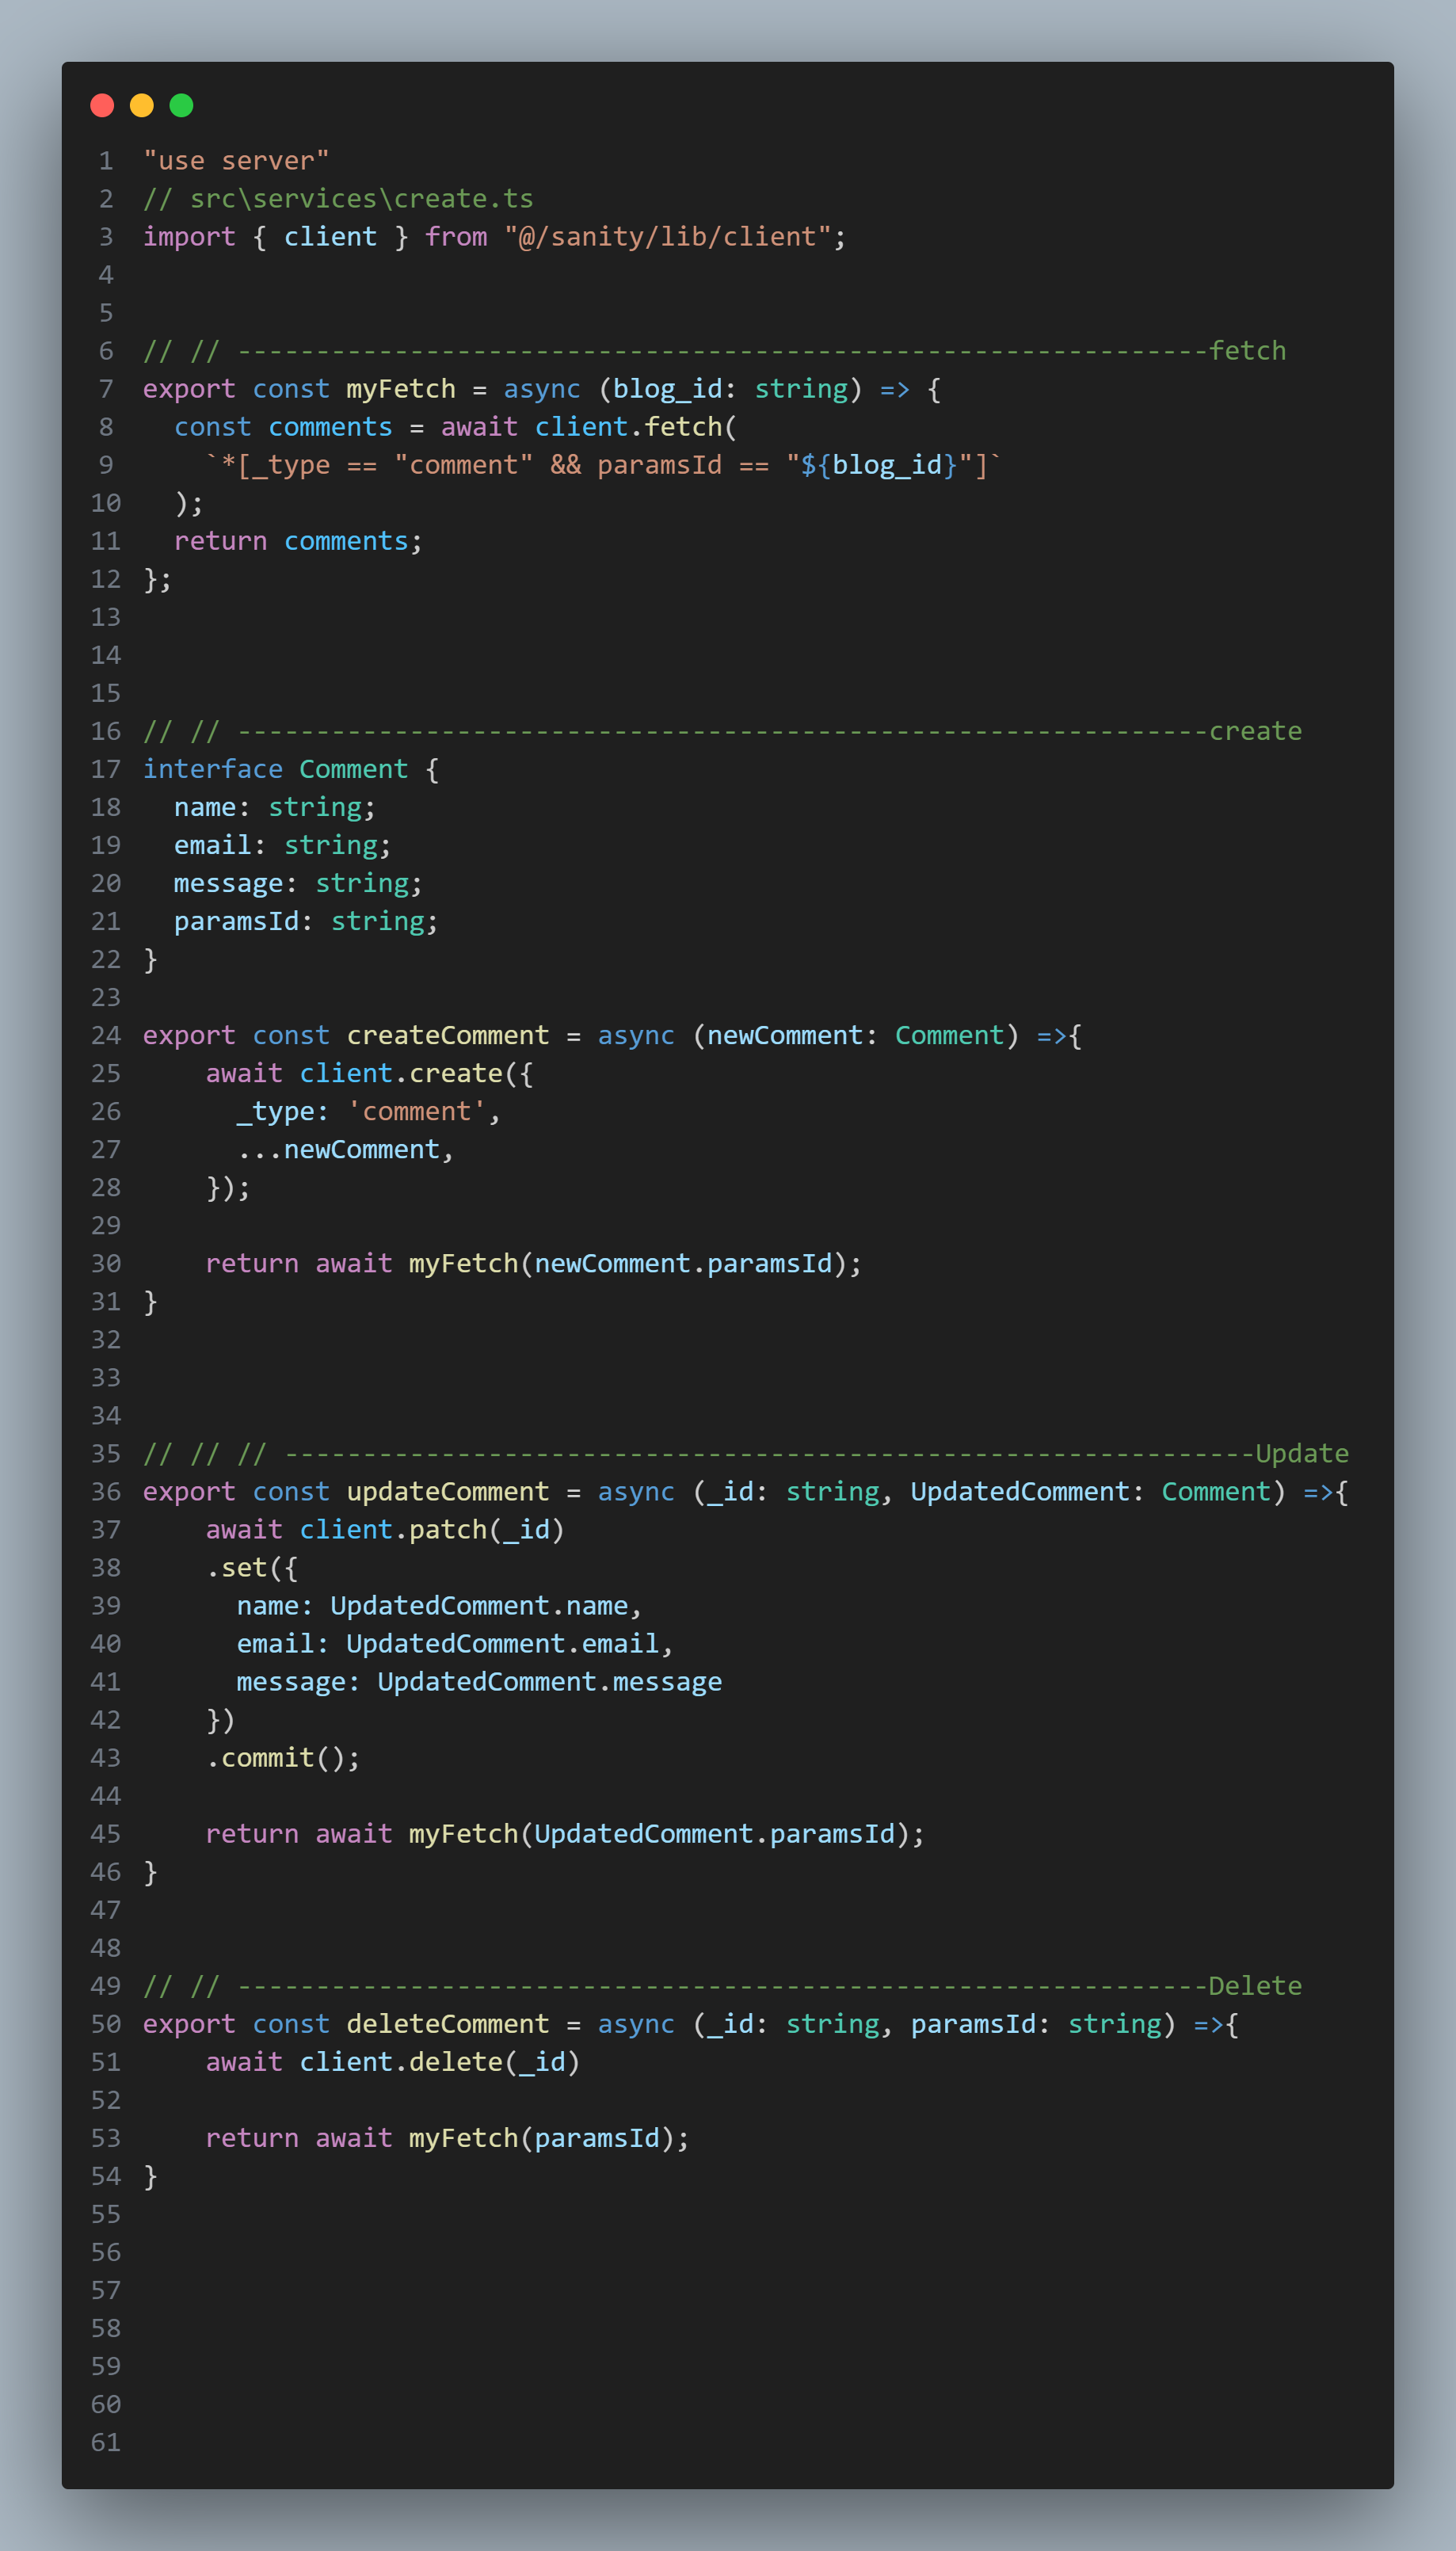 1 "use server"
2 // src\services\create.ts
3 import { client } from "@/sanity/lib/client";
4
5
6 // // --------------------------------------------------------------fetch
7 export const myFetch = async (blog_id: string) => {
8   const comments = await client.fetch(
9     `*[_type == "comment" && paramsId == "${blog_id}"]`
10   );
11   return comments;
12 };
13
14
15
16 // // --------------------------------------------------------------create
17 interface Comment {
18   name: string;
19   email: string;
20   message: string;
21   paramsId: string;
22 }
23
24 export const createComment = async (newComment: Comment) =>{
25     await client.create({
26       _type: 'comment',
27       ...newComment,
28     });
29
30     return await myFetch(newComment.paramsId);
31 }
32
33
34
35 // // // --------------------------------------------------------------Update
36 export const updateComment = async (_id: string, UpdatedComment: Comment) =>{
37     await client.patch(_id)
38     .set({
39       name: UpdatedComment.name,
40       email: UpdatedComment.email,
41       message: UpdatedComment.message
42     })
43     .commit();
44
45     return await myFetch(UpdatedComment.paramsId);
46 }
47
48
49 // // --------------------------------------------------------------Delete
50 export const deleteComment = async (_id: string, paramsId: string) =>{
51     await client.delete(_id)
52
53     return await myFetch(paramsId);
54 }
55
56
57
58
59
60
61